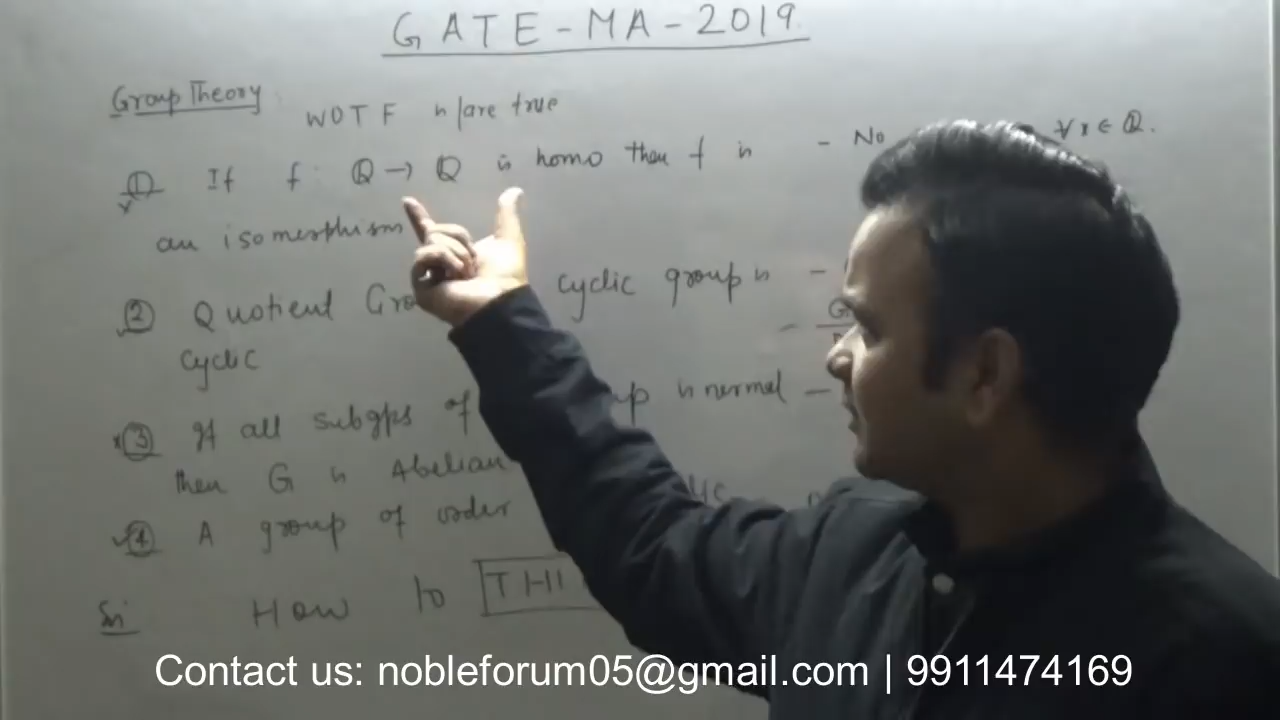 GATE-MA-2019.
Group Theory:
WOTF is/are true
① If f: Q → Q is homo then f is - No ∀x ∈ Q.
an isomorphism
② Quotient Gro cyclic group is -
cyclic
③ If all subgps of up is normal -
then G is Abelian
④ A group of order
How to THI
Contact us: nobleforum05@gmail.com | 9911474169